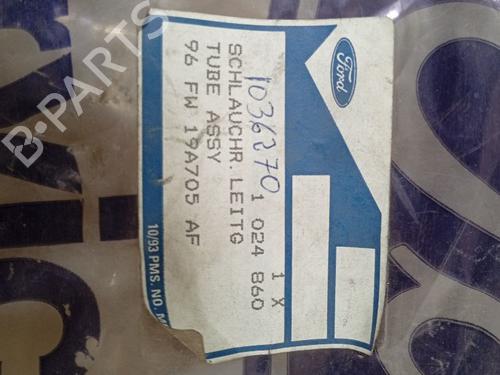 B-PARTS
Ford
1036270
1 X
1 024 860
SCHLAUCHR.LEITG
TUBE ASSY
96 FW 19A705 AF
10/93 PMS. NO.